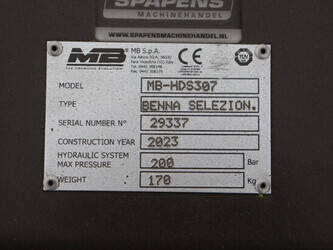 SPAPENS
MACHINEHANDEL
WWW.SPAPENSMACHINEHANDEL.NL
MB
MB S.p.A.
MODEL MB-HDS307
TYPE BENNA SELEZION.
SERIAL NUMBER N° 29337
CONSTRUCTION YEAR 2023
HYDRAULIC SYSTEM
MAX PRESSURE 200 Bar
WEIGHT 170 Kg